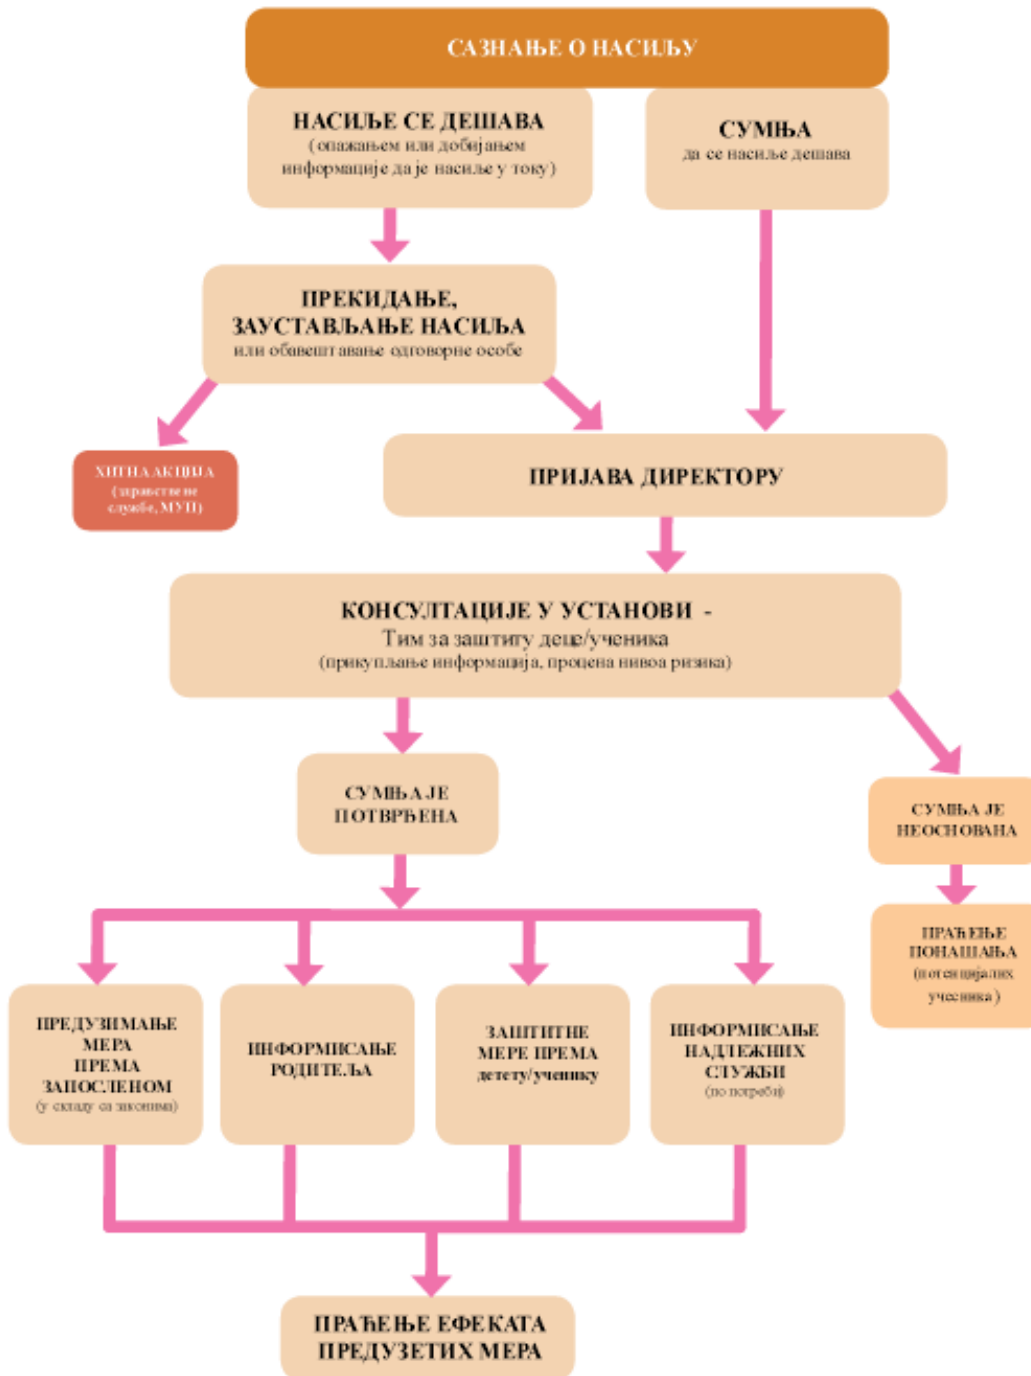 САЗНАЊЕ О НАСИЉУ
НАСИЉЕ СЕ ДЕШАВА
(опажањем или добијањем
информације да је насиље у току)
СУМЊА
да се насиље дешава
ПРЕКИДАЊЕ,
ЗАУСТАВЉАЊЕ НАСИЉА
или обавештавање одговорне особе
ХИТНА АКЦИЈА
(здравствене
службе, МУП)
ПРИЈАВА ДИРЕКТОРУ
КОНСУЛТАЦИЈЕ У УСТАНОВИ -
Тим за заштиту деце/ученика
(прикупљање информација, процена нивоа ризика)
СУМЊА ЈЕ
ПОТВРЂЕНА
СУМЊА ЈЕ
НЕОСНОВАНА
ПРАЋЕЊЕ
ПОНАШАЊА
(потенцијалих
учесника)
ПРЕДУЗИМАЊЕ
МЕРА
ПРЕМА
ЗАПОСЛЕНОМ
(у складу са законима)
ИНФОРМИСАЊЕ
РОДИТЕЉА
ЗАШТИТНЕ
МЕРЕ ПРЕМА
детету/ученику
ИНФОРМИСАЊЕ
НАДЛЕЖНИХ
СЛУЖБИ
(по потреби)
ПРАЋЕЊЕ ЕФЕКАТА
ПРЕДУЗЕТИХ МЕРА